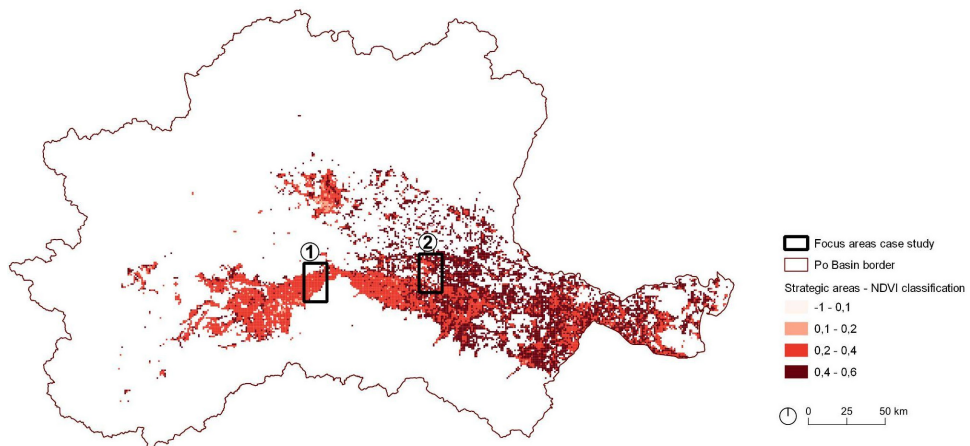 1
2
Focus areas case study
Po Basin border
Strategic areas - NDVI classification
-1 - 0,1
0,1 - 0,2
0,2 - 0,4
0,4 - 0,6
0 25 50 km